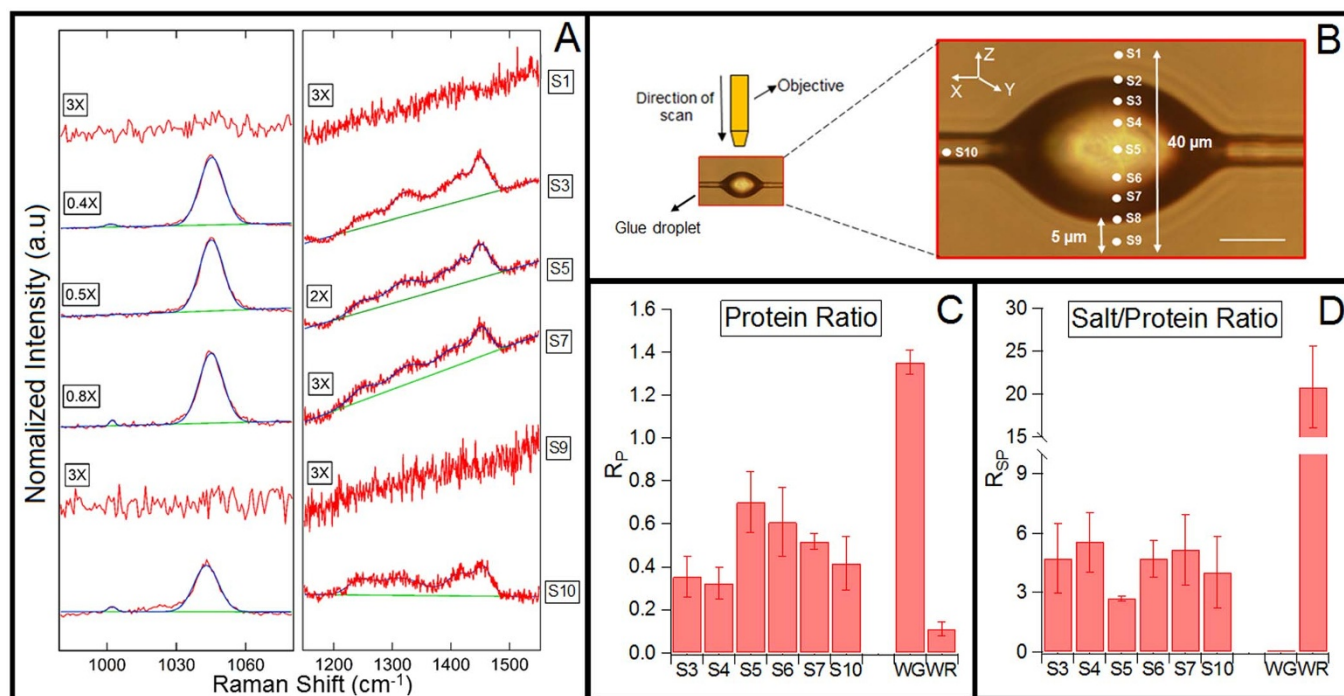 A
Nomalized Intensity (a.u)
3X
0.4X
0.5X
0.8X
3X
3X
2X
3X
3X
S1
S3
S5
S7
S9
S10
1000 1030 1060
1200 1300 1400 1500
Raman Shift (cm-1)
B
Direction of
scan
Objective
Glue droplet
Z
X
Y
S1
S2
S3
S4
S5
S6
S7
S8
S9
S10
40 µm
5 µm
C
Protein Ratio
RP
1.6
1.4
1.2
1.0
0.8
0.6
0.4
0.2
0.0
S3 S4 S5 S6 S7 S10 WG WR
D
Salt/Protein Ratio
RSP
30
25
20
15
9
6
3
0
S3 S4 S5 S6 S7 S10 WG WR